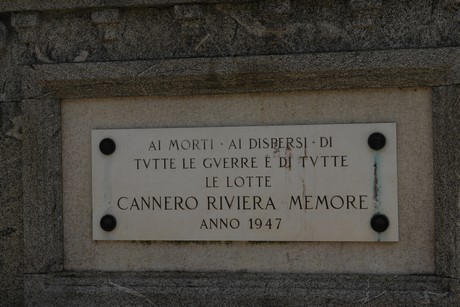 AI MORTI · AI DISPERSI · DI
TVTTE LE GVERRE E DI TVTTE
LE LOTTE
CANNERO RIVIERA MEMORE
ANNO 1947